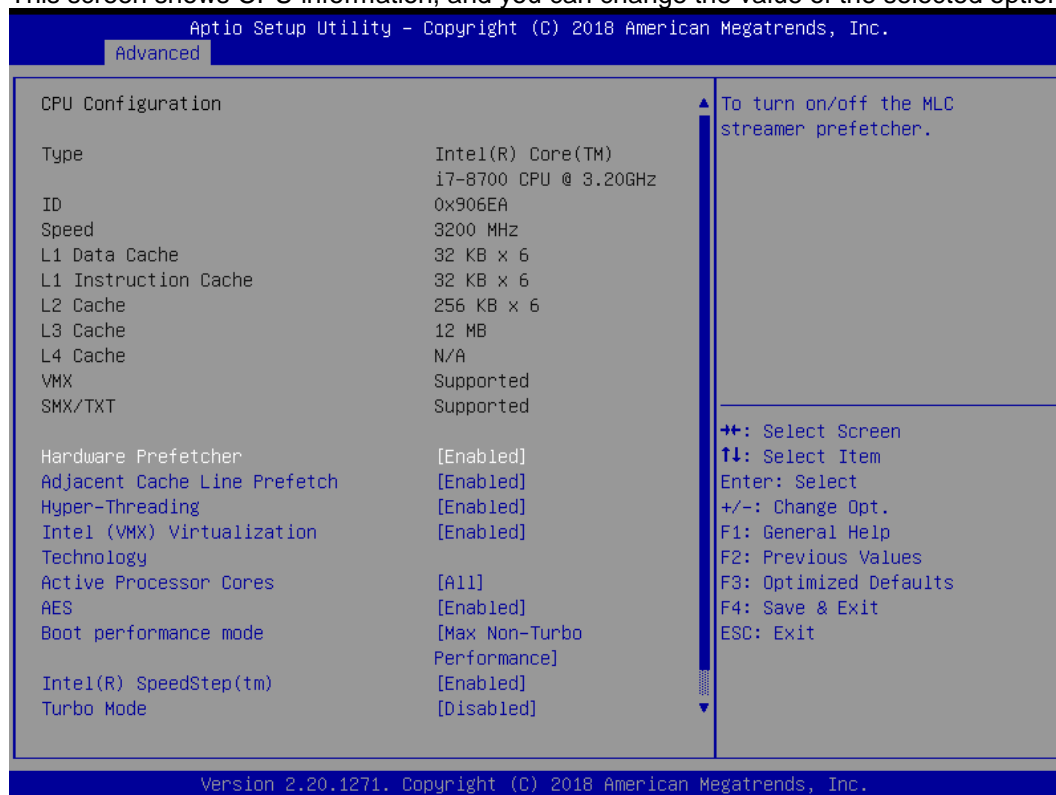 This screen shows CPU information, and you can change the value of the selected option
Aptio Setup Utility – Copyright (C) 2018 American Megatrends, Inc.
Advanced
CPU Configuration
Type Intel(R) Core(TM)
i7-8700 CPU @ 3.20GHz
ID 0x906EA
Speed 3200 MHz
L1 Data Cache 32 KB x 6
L1 Instruction Cache 32 KB x 6
L2 Cache 256 KB x 6
L3 Cache 12 MB
L4 Cache N/A
VMX Supported
SMX/TXT Supported
Hardware Prefetcher [Enabled]
Adjacent Cache Line Prefetch [Enabled]
Hyper-Threading [Enabled]
Intel (VMX) Virtualization [Enabled]
Technology
Active Processor Cores [All]
AES [Enabled]
Boot performance mode [Max Non-Turbo
Performance]
Intel(R) SpeedStep(tm) [Enabled]
Turbo Mode [Disabled]
To turn on/off the MLC
streamer prefetcher.
→←: Select Screen
↑↓: Select Item
Enter: Select
+/-: Change Opt.
F1: General Help
F2: Previous Values
F3: Optimized Defaults
F4: Save & Exit
ESC: Exit
Version 2.20.1271. Copyright (C) 2018 American Megatrends, Inc.